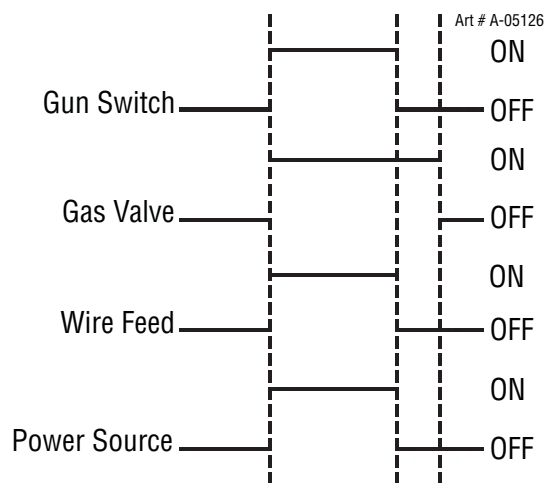 Art # A-05126
ON
Gun Switch
OFF
ON
Gas Valve
OFF
ON
Wire Feed
OFF
ON
Power Source
OFF